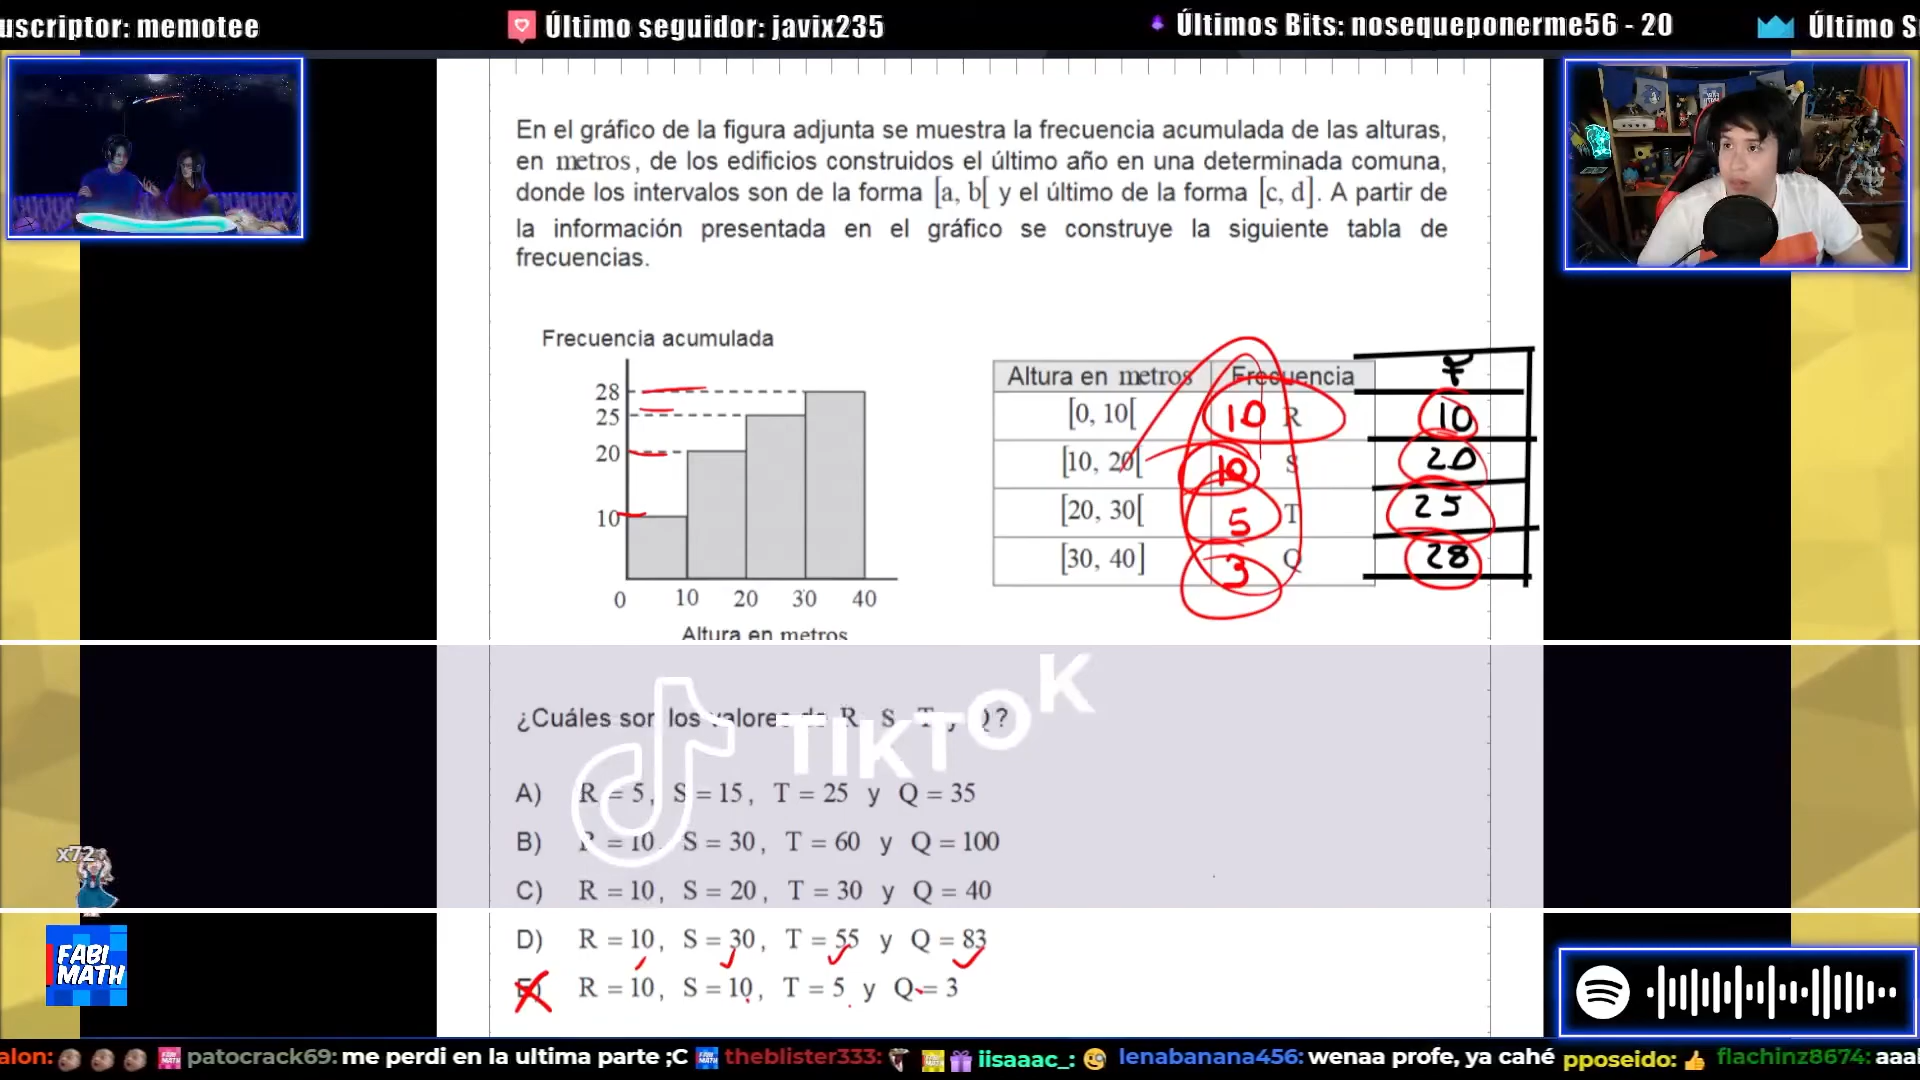 uscriptor: memotee
Último seguidor: javix235
Últimos Bits: nosequeponerme56 - 20
Último S
En el gráfico de la figura adjunta se muestra la frecuencia acumulada de las alturas,
en metros, de los edificios construidos el último año en una determinada comuna,
donde los intervalos son de la forma [a, b[ y el último de la forma [c, d]. A partir de
la información presentada en el gráfico se construye la siguiente tabla de
frecuencias.
Frecuencia acumulada
28
25
20
10
0 10 20 30 40
Altura en metros
Altura en metros Frecuencia F
[0, 10[ 10 R 10
[10, 20[ 10 S 20
[20, 30[ 5 T 25
[30, 40] 3 Q 28
¿Cuáles son los valores de R S T y Q?
TIKTOK
A) R = 5, S = 15, T = 25 y Q = 35
B) R = 10 S = 30, T = 60 y Q = 100
C) R = 10, S = 20, T = 30 y Q = 40
D) R = 10, S = 30, T = 55 y Q = 83
E) R = 10, S = 10, T = 5 y Q = 3
x72
FABI
MATH
alon: patocrack69: me perdi en la ultima parte ;C theblister333: iisaaac_: lenabanana456: wenaa profe, ya cahé pposeido: flachinz8674: aaal